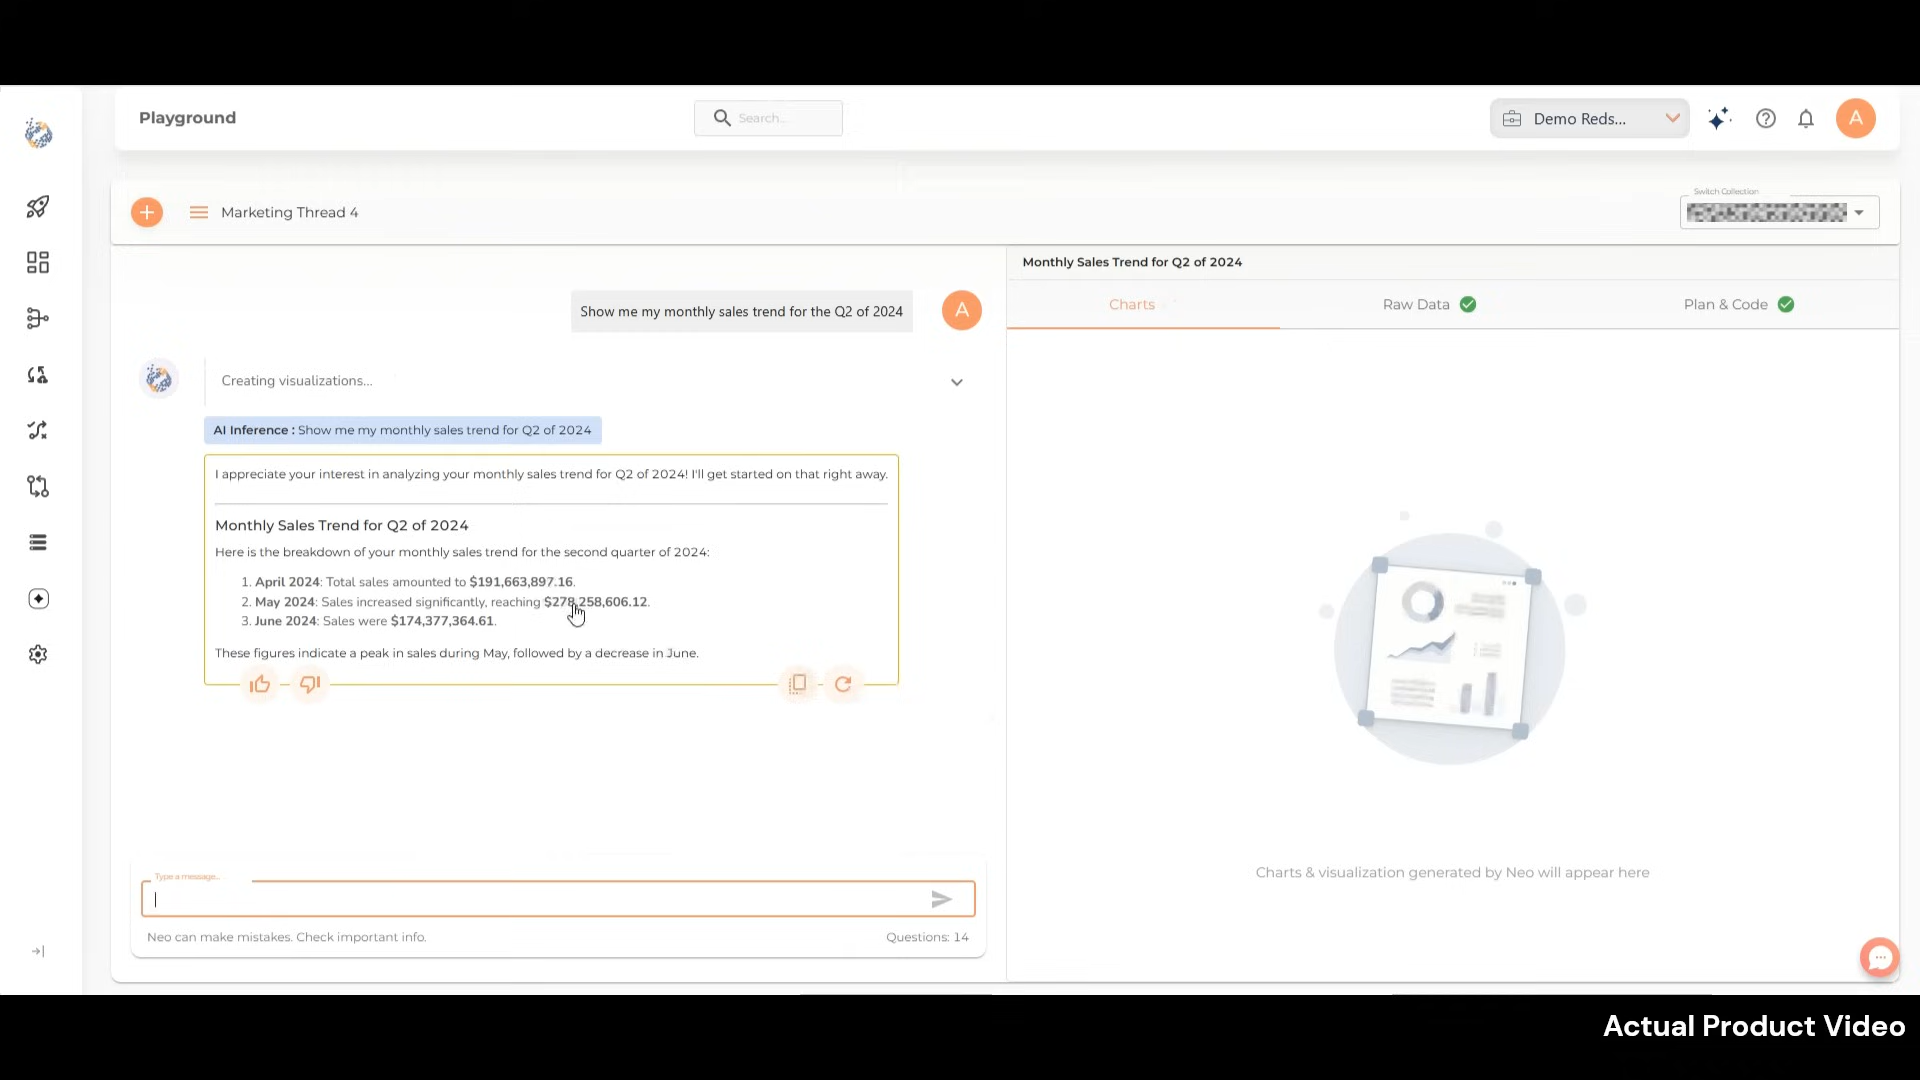 Playground
Search...
Demo Reds...
A
Marketing Thread 4
Switch Collection
Monthly Sales Trend for Q2 of 2024
Charts
Raw Data
Plan & Code
Show me my monthly sales trend for the Q2 of 2024
A
Creating visualizations...
AI Inference : Show me my monthly sales trend for Q2 of 2024
I appreciate your interest in analyzing your monthly sales trend for Q2 of 2024! I'll get started on that right away.
Monthly Sales Trend for Q2 of 2024
Here is the breakdown of your monthly sales trend for the second quarter of 2024:
1. April 2024: Total sales amounted to $191,663,897.16.
2. May 2024: Sales increased significantly, reaching $278,258,606.12.
3. June 2024: Sales were $174,377,364.61.
These figures indicate a peak in sales during May, followed by a decrease in June.
Charts & visualization generated by Neo will appear here
Type a message...
Neo can make mistakes. Check important info.
Questions: 14
Actual Product Video